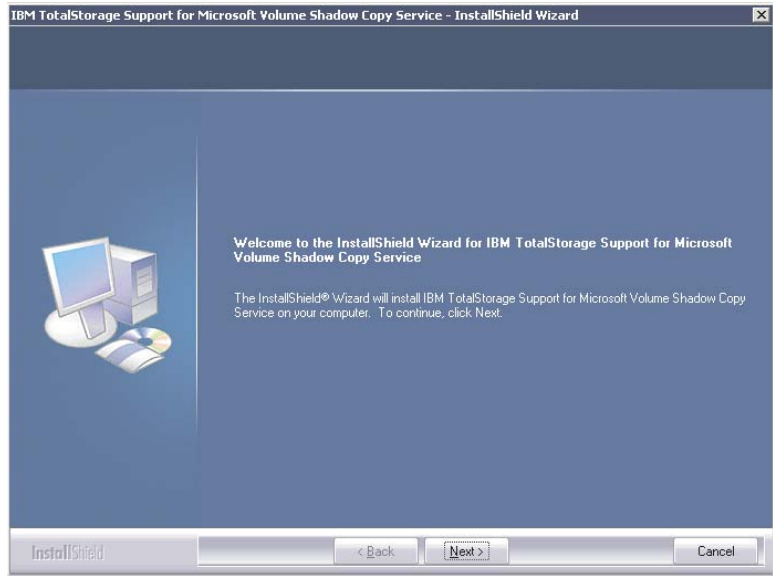 IBM TotalStorage Support for Microsoft Volume Shadow Copy Service - InstallShield Wizard
Welcome to the InstallShield Wizard for IBM TotalStorage Support for Microsoft
Volume Shadow Copy Service
The InstallShield® Wizard will install IBM TotalStorage Support for Microsoft Volume Shadow Copy
Service on your computer. To continue, click Next.
InstallShield
< Back
Next >
Cancel